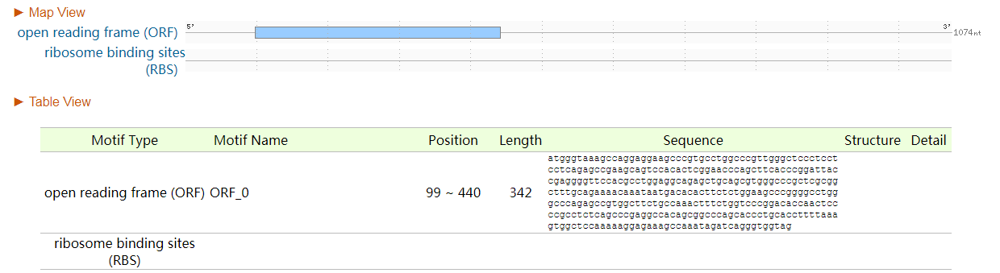 ► Map View
open reading frame (ORF)
5'
3'
1074nt
ribosome binding sites
(RBS)
► Table View
Motif Type Motif Name Position Length Sequence Structure Detail
atgggtaaagccaggaggaagcccgtgcctggcccgttgggctccctcct
cctcagagccgaagcagtccacactcggaacccagcttcacccggattac
cgaggggttccacgcctggaggcagagctgcagcgtgggcccgctcgcgg
ctttgcagaaaacaaataatgacacacttctctggaagcccggggcctgg
gcccagagccgtggcttctgccaaactttctggtcccggacaccaactcc
cccgcctctcagcccgaggccacagcggcccagcaccctgcaccttttaaa
gtggctccaaaaaggagaaagccaaatagatcagggtggtag
open reading frame (ORF) ORF_0 99 ~ 440 342
ribosome binding sites
(RBS)